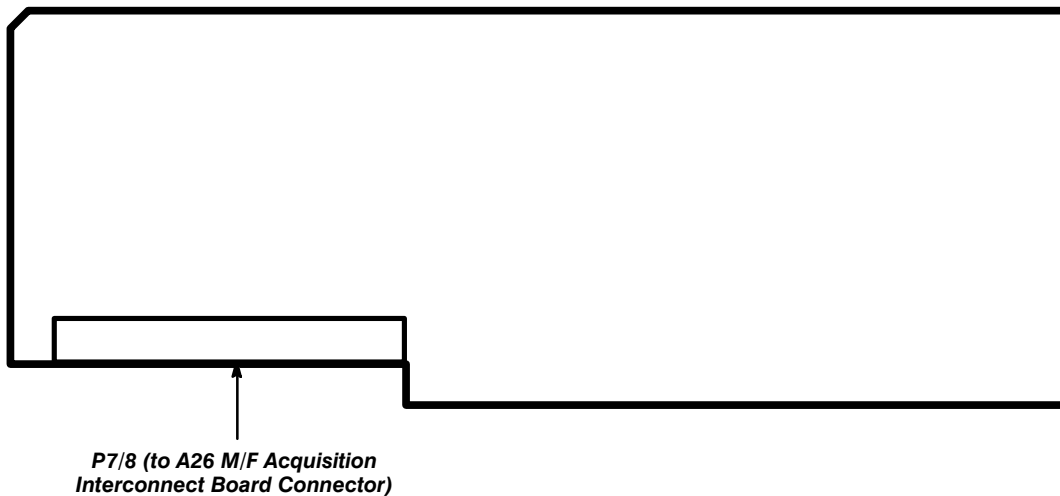 P7/8 (to A26 M/F Acquisition
Interconnect Board Connector)